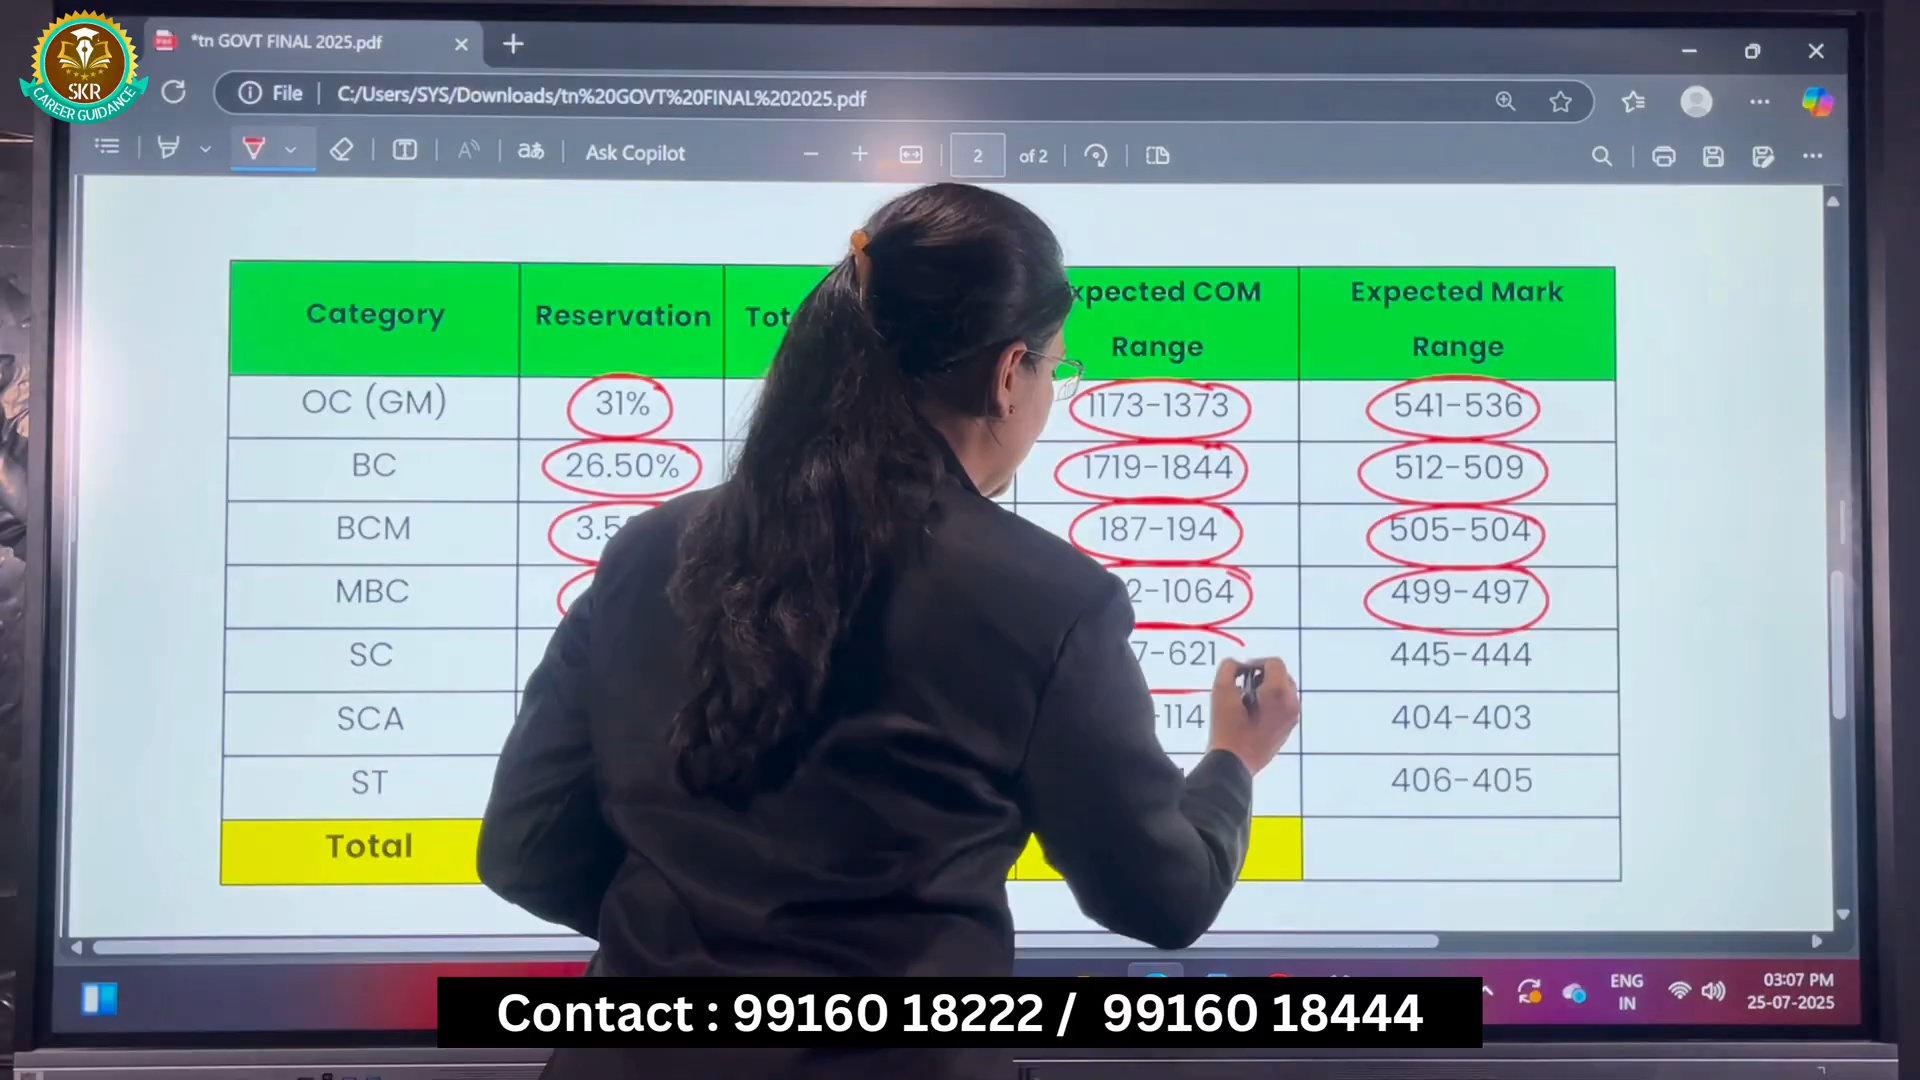 *tn GOVT FINAL 2025.pdf
SKR
CAREER GUIDANCE
File
C:/Users/SYS/Downloads/tn%20GOVT%20FINAL%202025.pdf
Ask Copilot
2 of 2
Category Reservation Expected Mark Range
COM Range
OC (GM) 31% 1173-1373 541-536
BC 26.50% 1719-1844 512-509
BCM 187-194 505-504
MBC 1064 499-497
SC 621 445-444
SCA 114 404-403
ST 406-405
Total
ENG
IN
03:07 PM
25-07-2025
Contact : 99160 18222 / 99160 18444